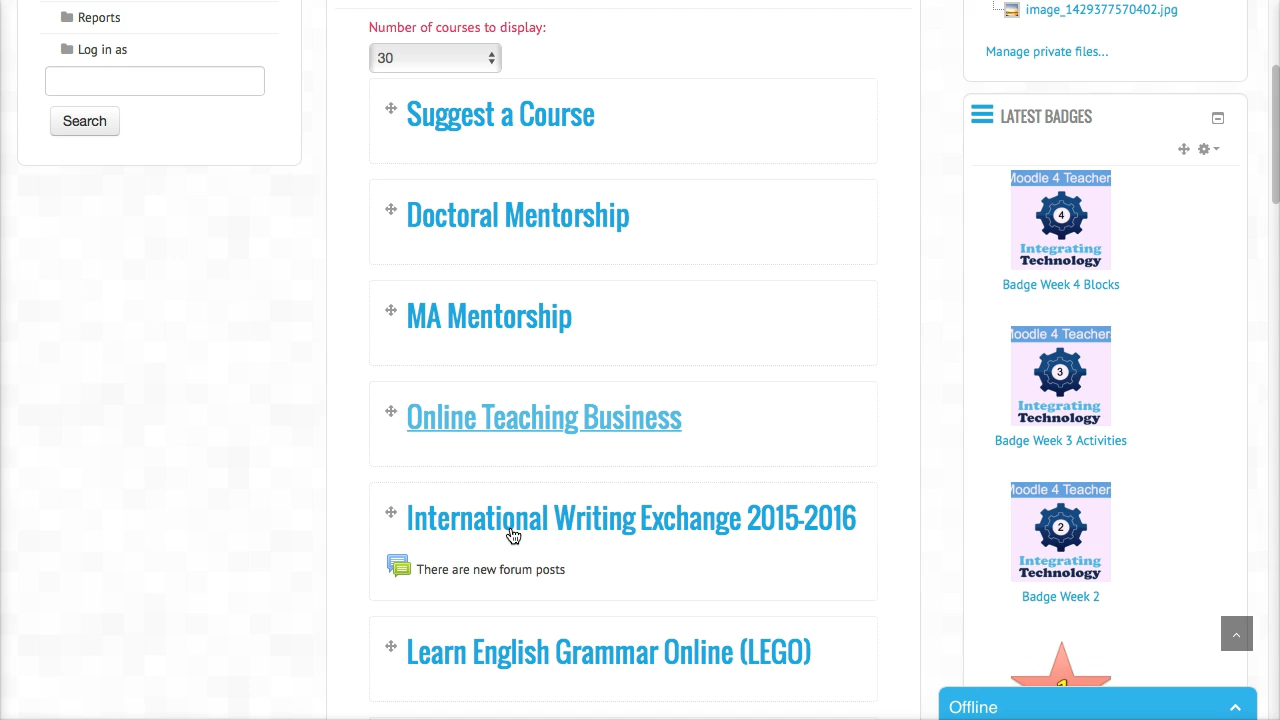 Reports
Log in as
Search
Number of courses to display:
30
Suggest a Course
Doctoral Mentorship
MA Mentorship
Online Teaching Business
International Writing Exchange 2015-2016
There are new forum posts
Learn English Grammar Online (LEGO)
image_1429377570402.jpg
Manage private files...
LATEST BADGES
Moodle 4 Teacher
4
Integrating
Technology
Badge Week 4 Blocks
Moodle 4 Teacher
3
Integrating
Technology
Badge Week 3 Activities
Moodle 4 Teacher
2
Integrating
Technology
Badge Week 2
Offline